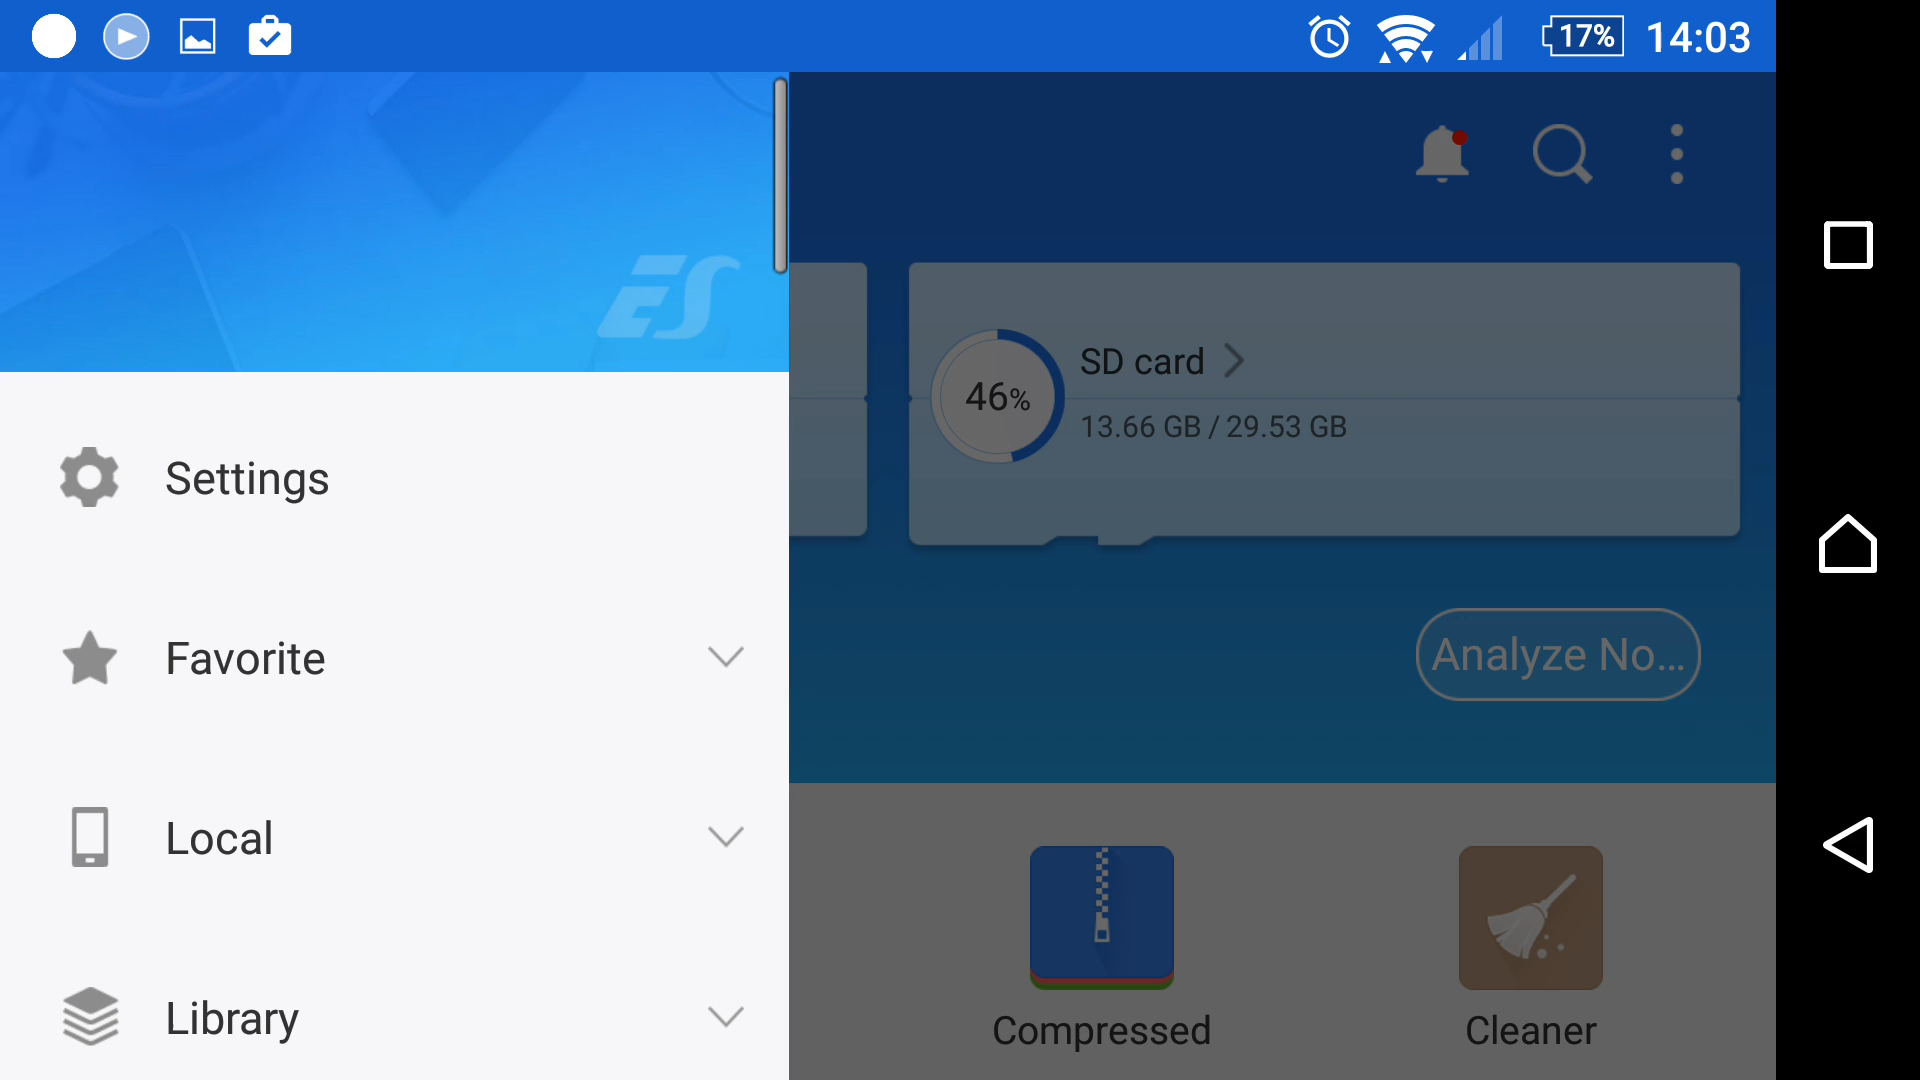 17% 14:03
ES
SD card
46%
13.66 GB / 29.53 GB
Settings
Favorite
Analyze No...
Local
Library
Compressed
Cleaner